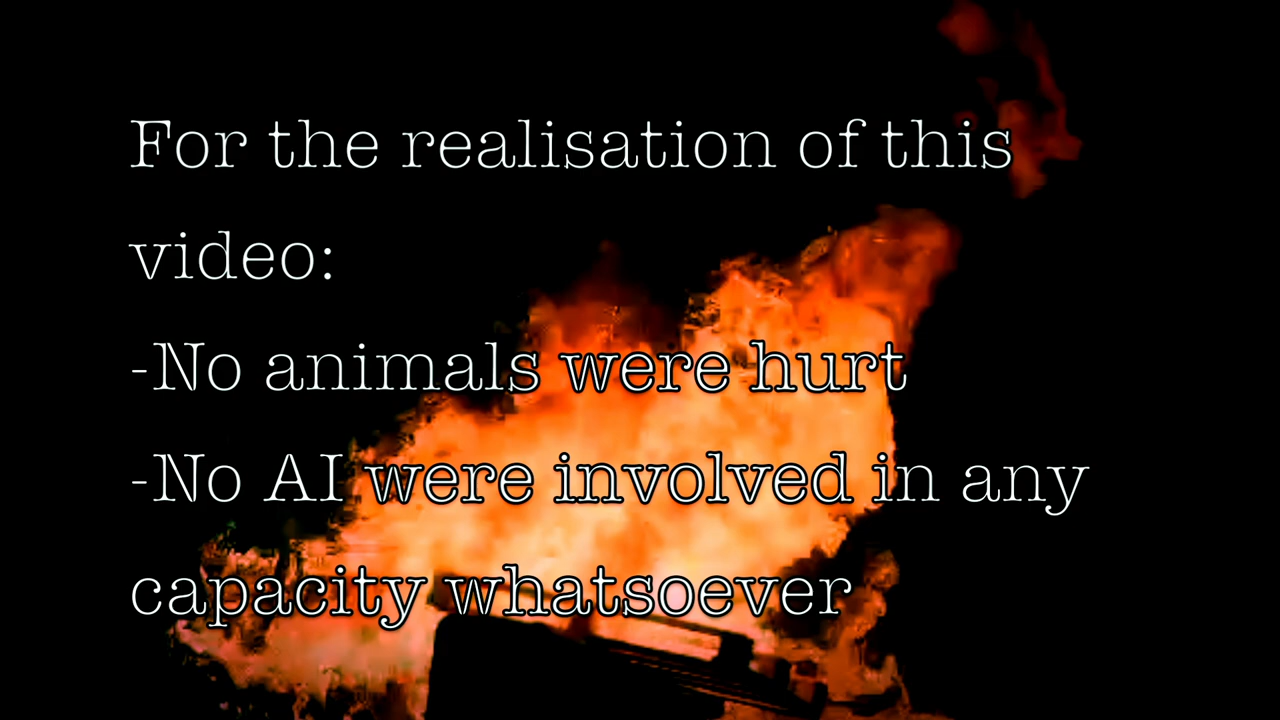 For the realisation of this
video:
-No animals were hurt
-No AI were involved in any
capacity whatsoever